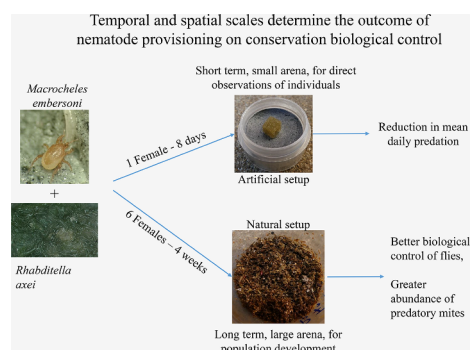 Temporal and spatial scales determine the outcome of
nematode provisioning on conservation biological control
Macrocheles
embersoni
+
Rhabditella
axei
1 Female - 8 days
6 Females – 4 weeks
Short term, small arena, for direct
observations of individuals
Artificial setup
Reduction in mean
daily predation
Natural setup
Long term, large arena, for
population development
Better biological
control of flies,
Greater
abundance of
predatory mites